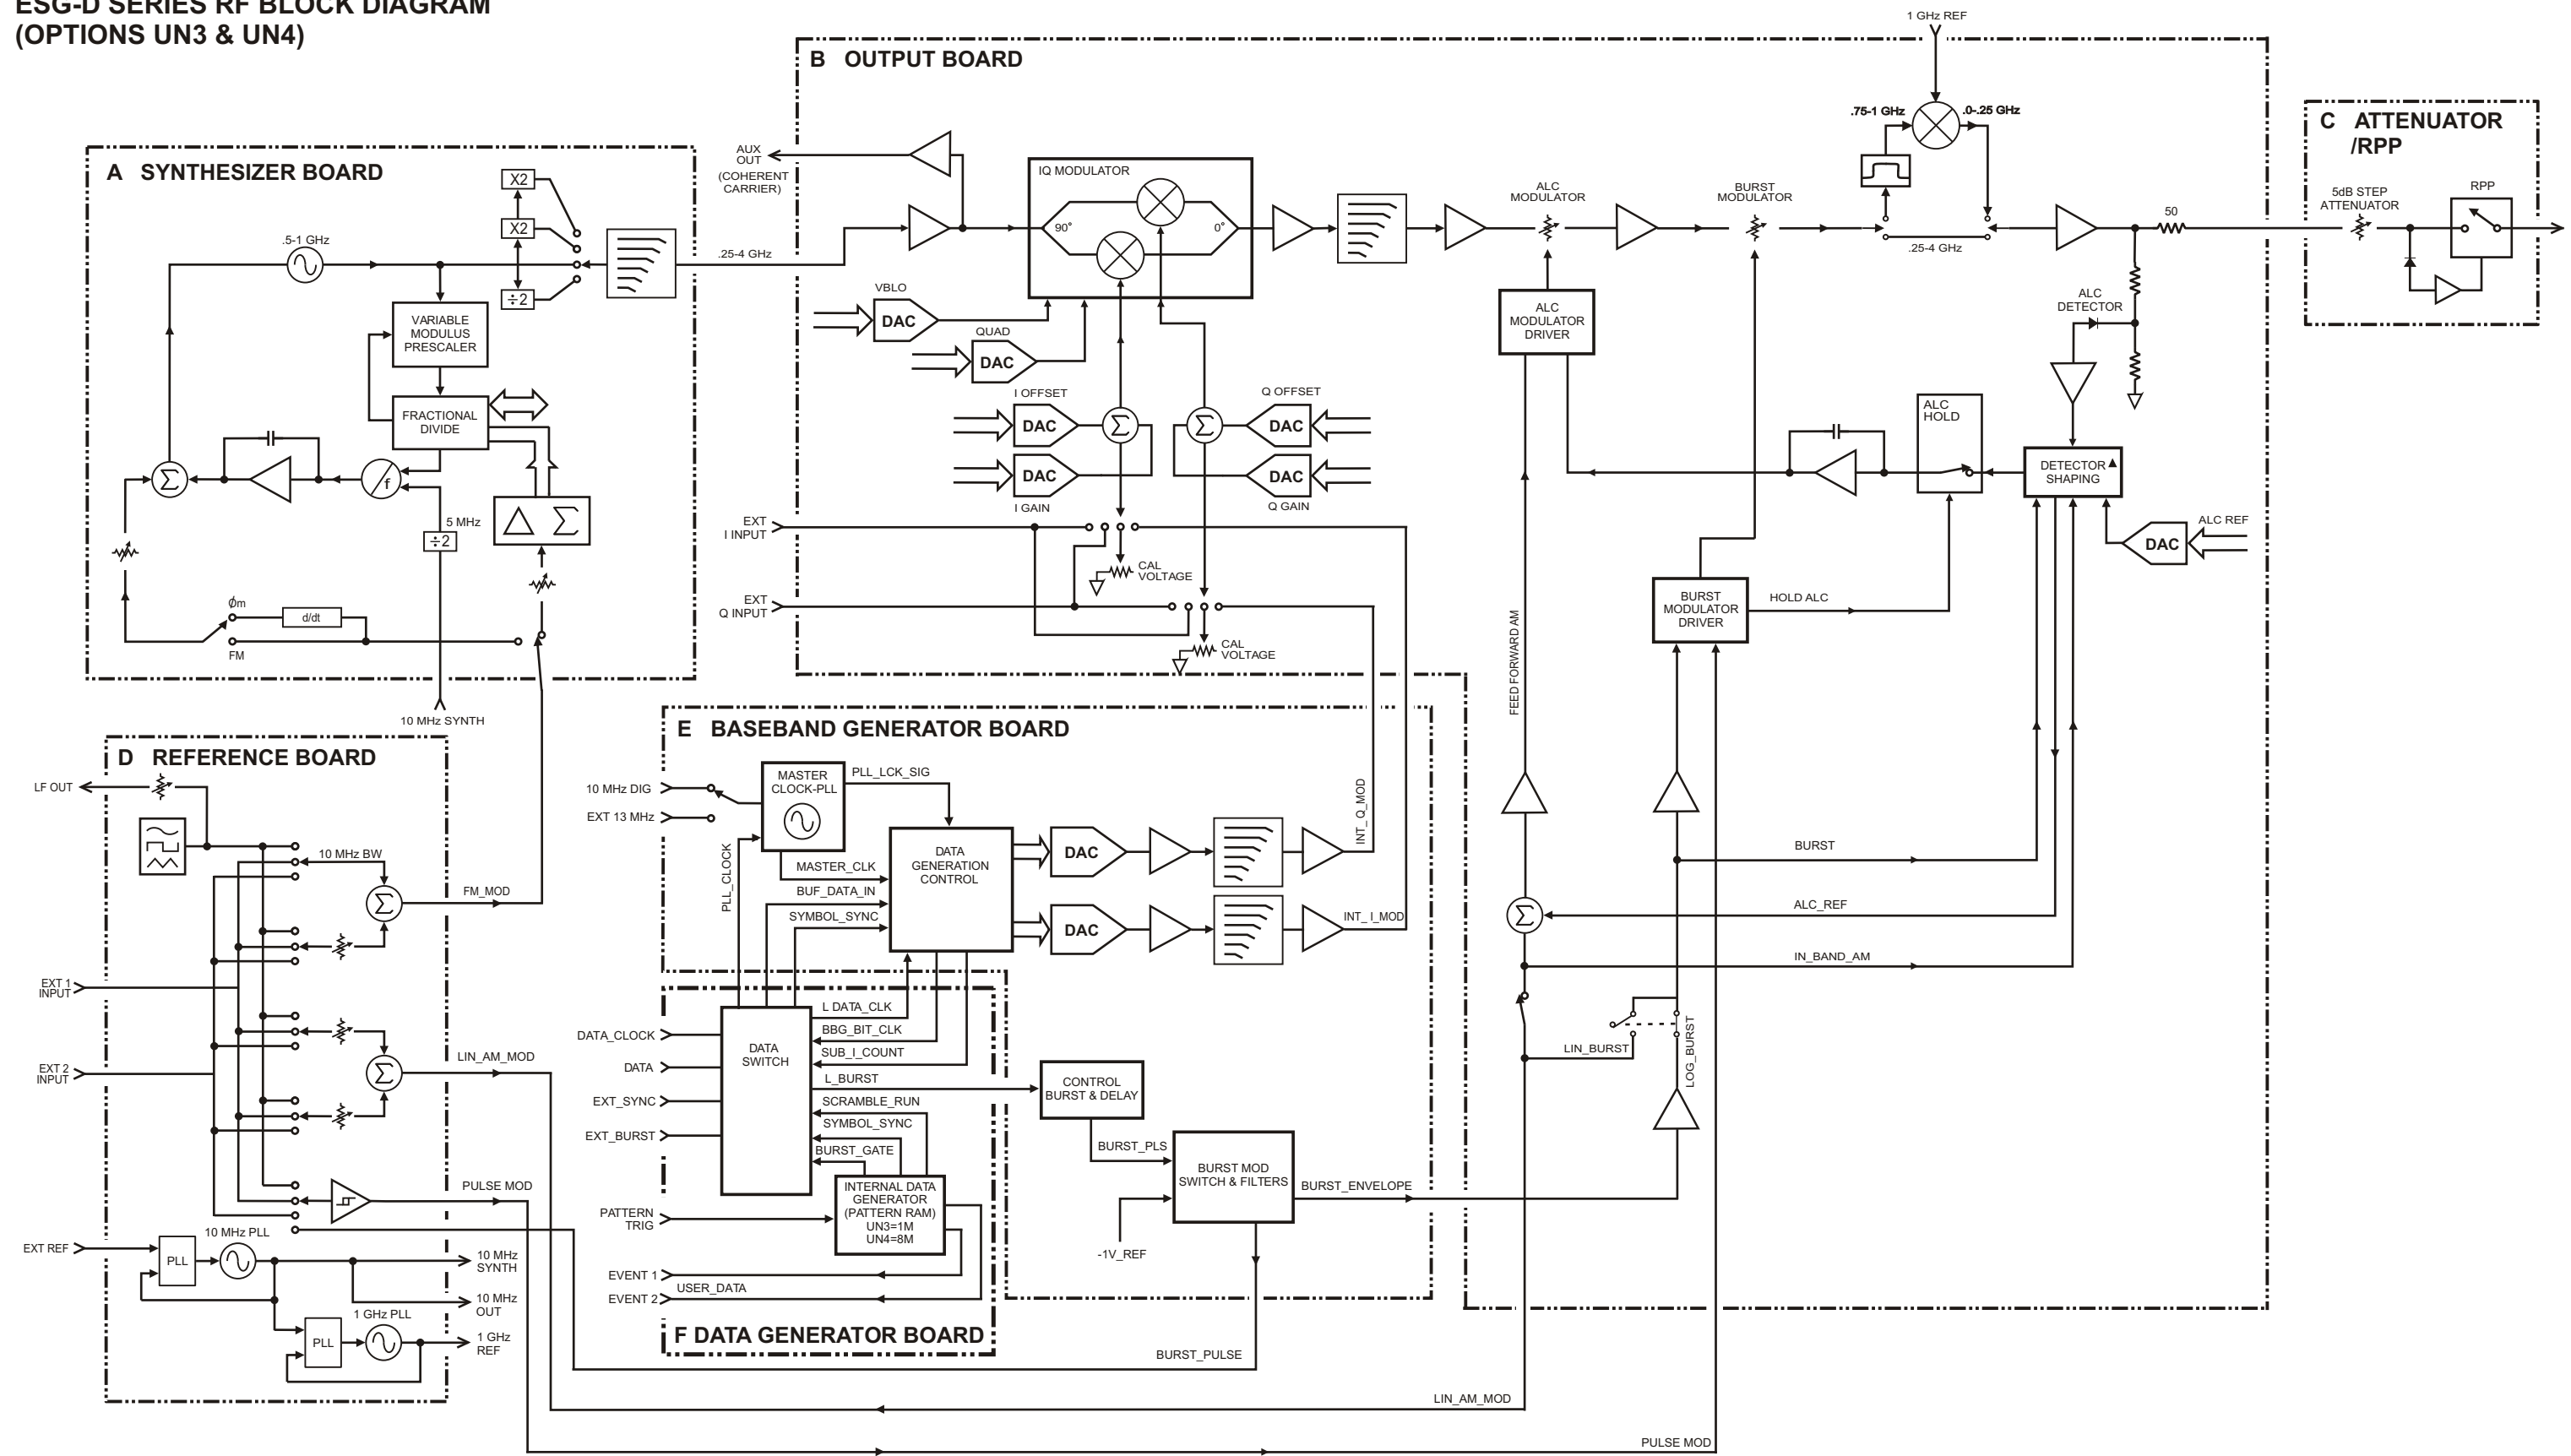 ESG-D SERIES RF BLOCK DIAGRAM
(OPTIONS UN3 & UN4)
1 GHz REF
B OUTPUT BOARD
.75-1 GHz
.0-.25 GHz
.25-4 GHz
C ATTENUATOR
/RPP
5dB STEP
ATTENUATOR
RPP
50
A SYNTHESIZER BOARD
X2
X2
÷2
.5-1 GHz
VARIABLE
MODULUS
PRESCALER
FRACTIONAL
DIVIDE
Σ
/f
5 MHz
÷2
△ Σ
ϕm
d/dt
FM
10 MHz SYNTH
.25-4 GHz
AUX
OUT
(COHERENT
CARRIER)
IQ MODULATOR
90°
0°
VBLO
DAC
QUAD
DAC
I OFFSET
DAC
Σ
DAC
I GAIN
Q OFFSET
Σ
DAC
DAC
Q GAIN
EXT
I INPUT
CAL
VOLTAGE
EXT
Q INPUT
CAL
VOLTAGE
ALC
MODULATOR
BURST
MODULATOR
ALC
MODULATOR
DRIVER
ALC
DETECTOR
ALC
HOLD
DETECTOR
SHAPING
ALC REF
DAC
BURST
MODULATOR
DRIVER
HOLD ALC
FEED FORWARD AM
BURST
ALC_REF
Σ
IN_BAND_AM
LIN_BURST
LOG_BURST
D REFERENCE BOARD
LF OUT
10 MHz BW
Σ
FM_MOD
EXT 1
INPUT
EXT 2
INPUT
Σ
LIN_AM_MOD
PULSE MOD
10 MHz PLL
EXT REF
PLL
10 MHz
SYNTH
10 MHz
OUT
1 GHz PLL
PLL
1 GHz
REF
E BASEBAND GENERATOR BOARD
10 MHz DIG
EXT 13 MHz
MASTER
CLOCK-PLL
PLL_LCK_SIG
PLL_CLOCK
MASTER_CLK
BUF_DATA_IN
SYMBOL_SYNC
DATA
GENERATION
CONTROL
DAC
DAC
INT_ Q_MOD
INT_ I_MOD
DATA_CLOCK
DATA
EXT_SYNC
EXT_BURST
DATA
SWITCH
L DATA_CLK
BBG_BIT_CLK
SUB_I_COUNT
L_BURST
SCRAMBLE_RUN
SYMBOL_SYNC
BURST_GATE
CONTROL
BURST & DELAY
BURST_PLS
BURST MOD
SWITCH & FILTERS
BURST_ENVELOPE
-1V_REF
PATTERN
TRIG
INTERNAL DATA
GENERATOR
(PATTERN RAM)
UN3=1M
UN4=8M
EVENT 1
USER_DATA
EVENT 2
F DATA GENERATOR BOARD
BURST_PULSE
LIN_AM_MOD
PULSE MOD